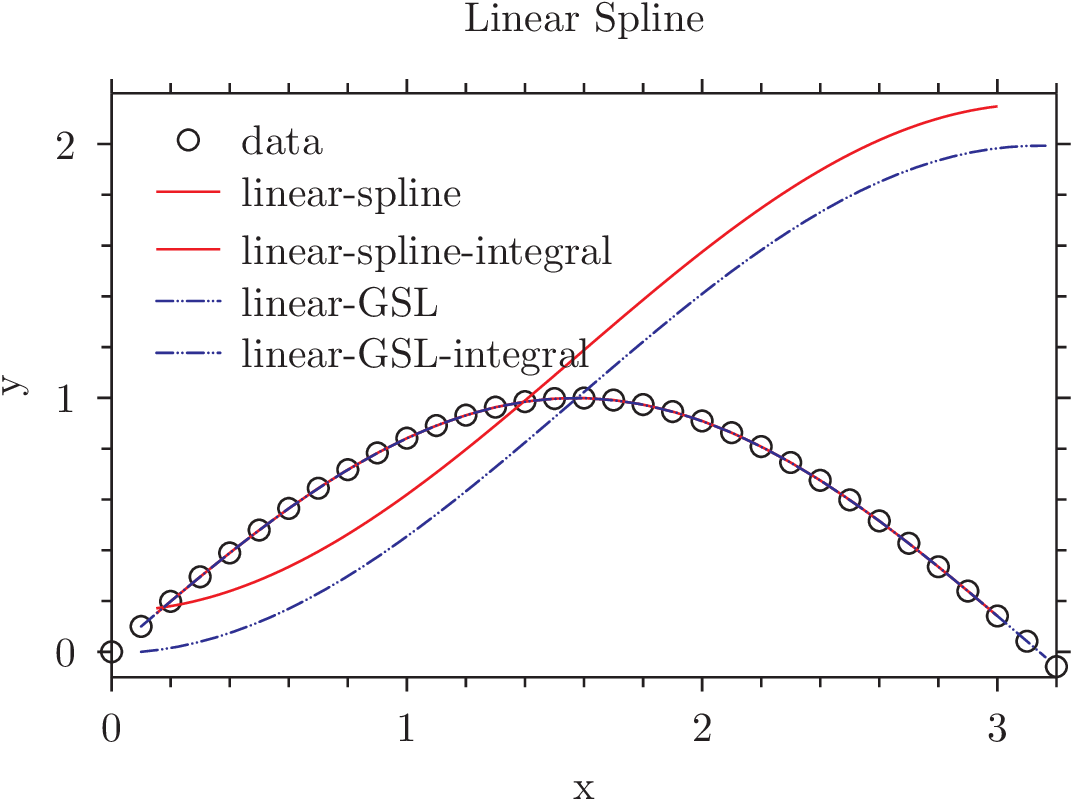 Linear Spline
2
data
linear-spline
linear-spline-integral
linear-GSL
linear-GSL-integral
y
1
0
0 1 2 3
x